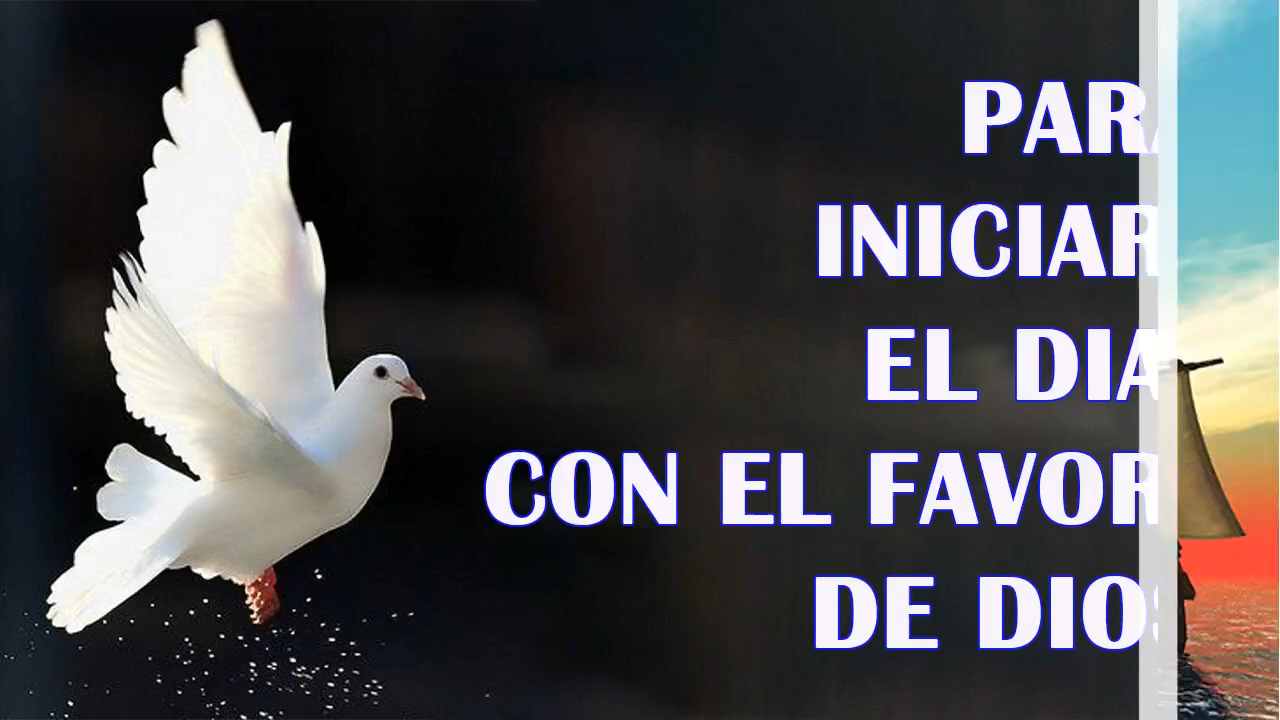 PARA
INICIAR
EL DIA
CON EL FAVOR
DE DIOS